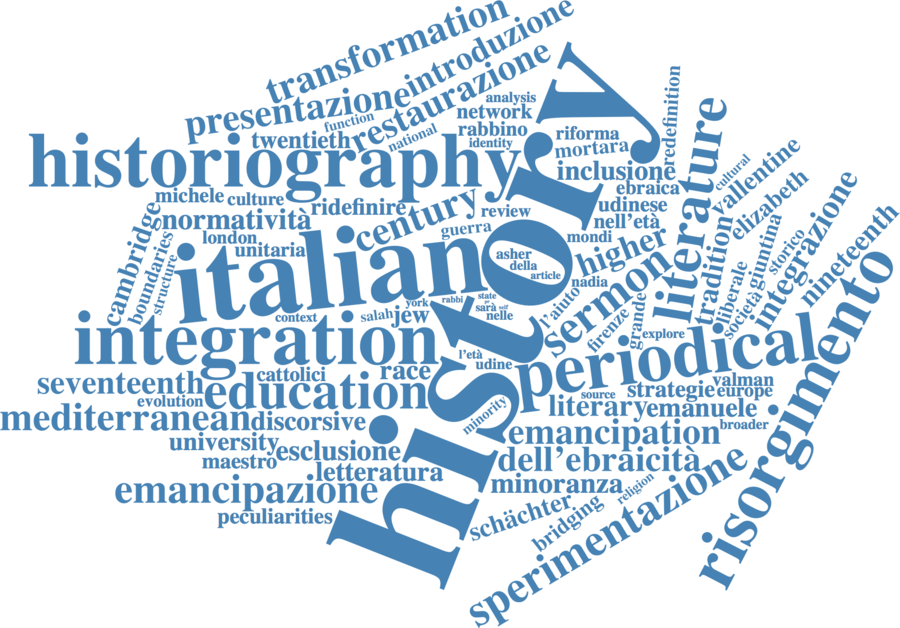 transformation
introduzione
presentazione
restaurazione
function
twentieth
national
analysis
network
rabbino
identity
history
riforma
mortara
redefinition
historiography
inclusione
ebraica
literature
cultural
vallentine
michele
culture
ridefinire
century
review
udinese
nell'età
elizabeth
cambridge
normatività
london
unitaria
guerra
mondi
higher
tradition
liberale
società
giuntina
storico
integrazione
nineteenth
boundaries
structure
italian
asher
della
article
nadia
sermon
l'aiuto
firenze
grande
explore
context
salah
york
jew
rabbi
state
pr
self
sarà
nelle
integration
l'età
udine
periodical
risorgimento
seventeenth
evolution
cattolici
race
education
source
strategie
valman
europe
mediterranean
discorsive
minority
literary
emanuele
broader
university
esclusione
maestro
letteratura
emancipation
dell'ebraicità
emancipazione
minoranza
religion
peculiarities
schächter
bridging
sperimentazione